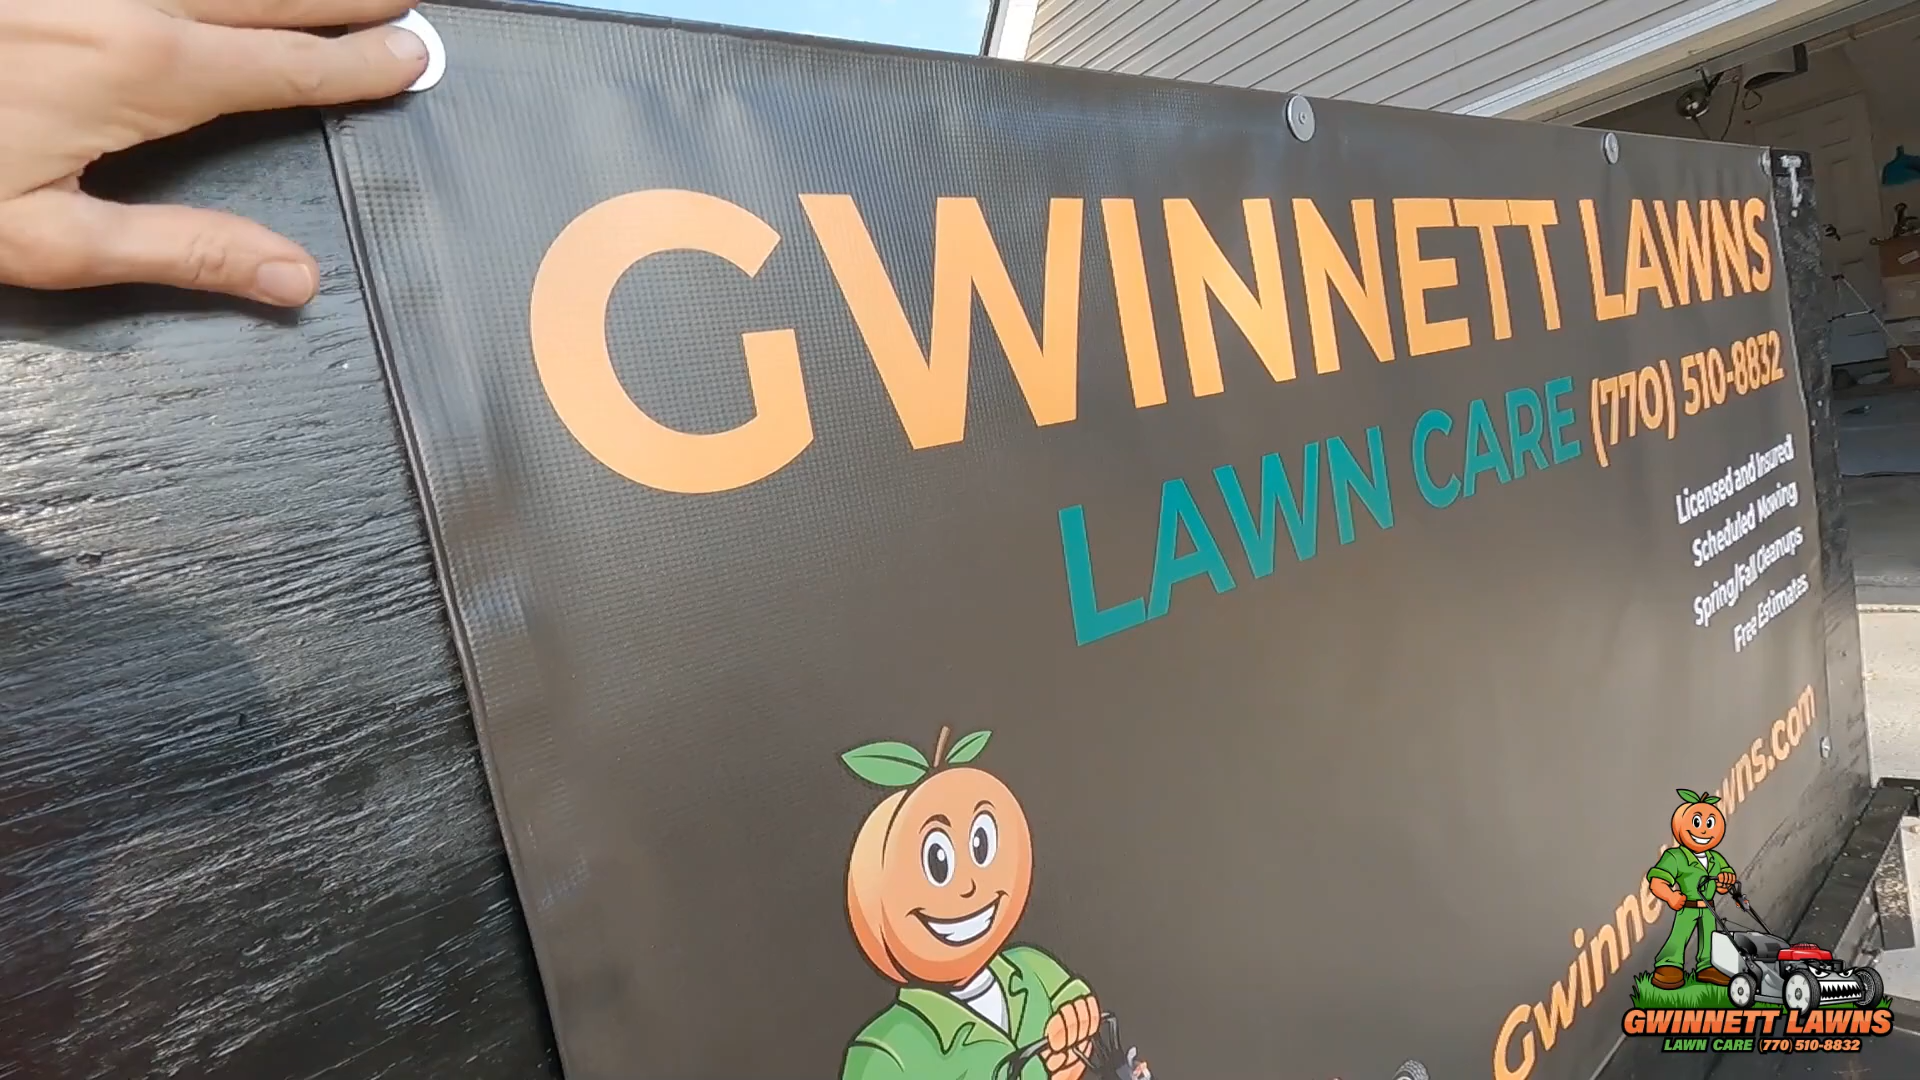 GWINNETT LAWNS
LAWN CARE (770) 510-8832
Licensed and Insured!
Scheduled Mowing
Spring/Fall Cleanups
Free Estimates
GWINNETT LAWNS
LAWN CARE (770) 510-8832